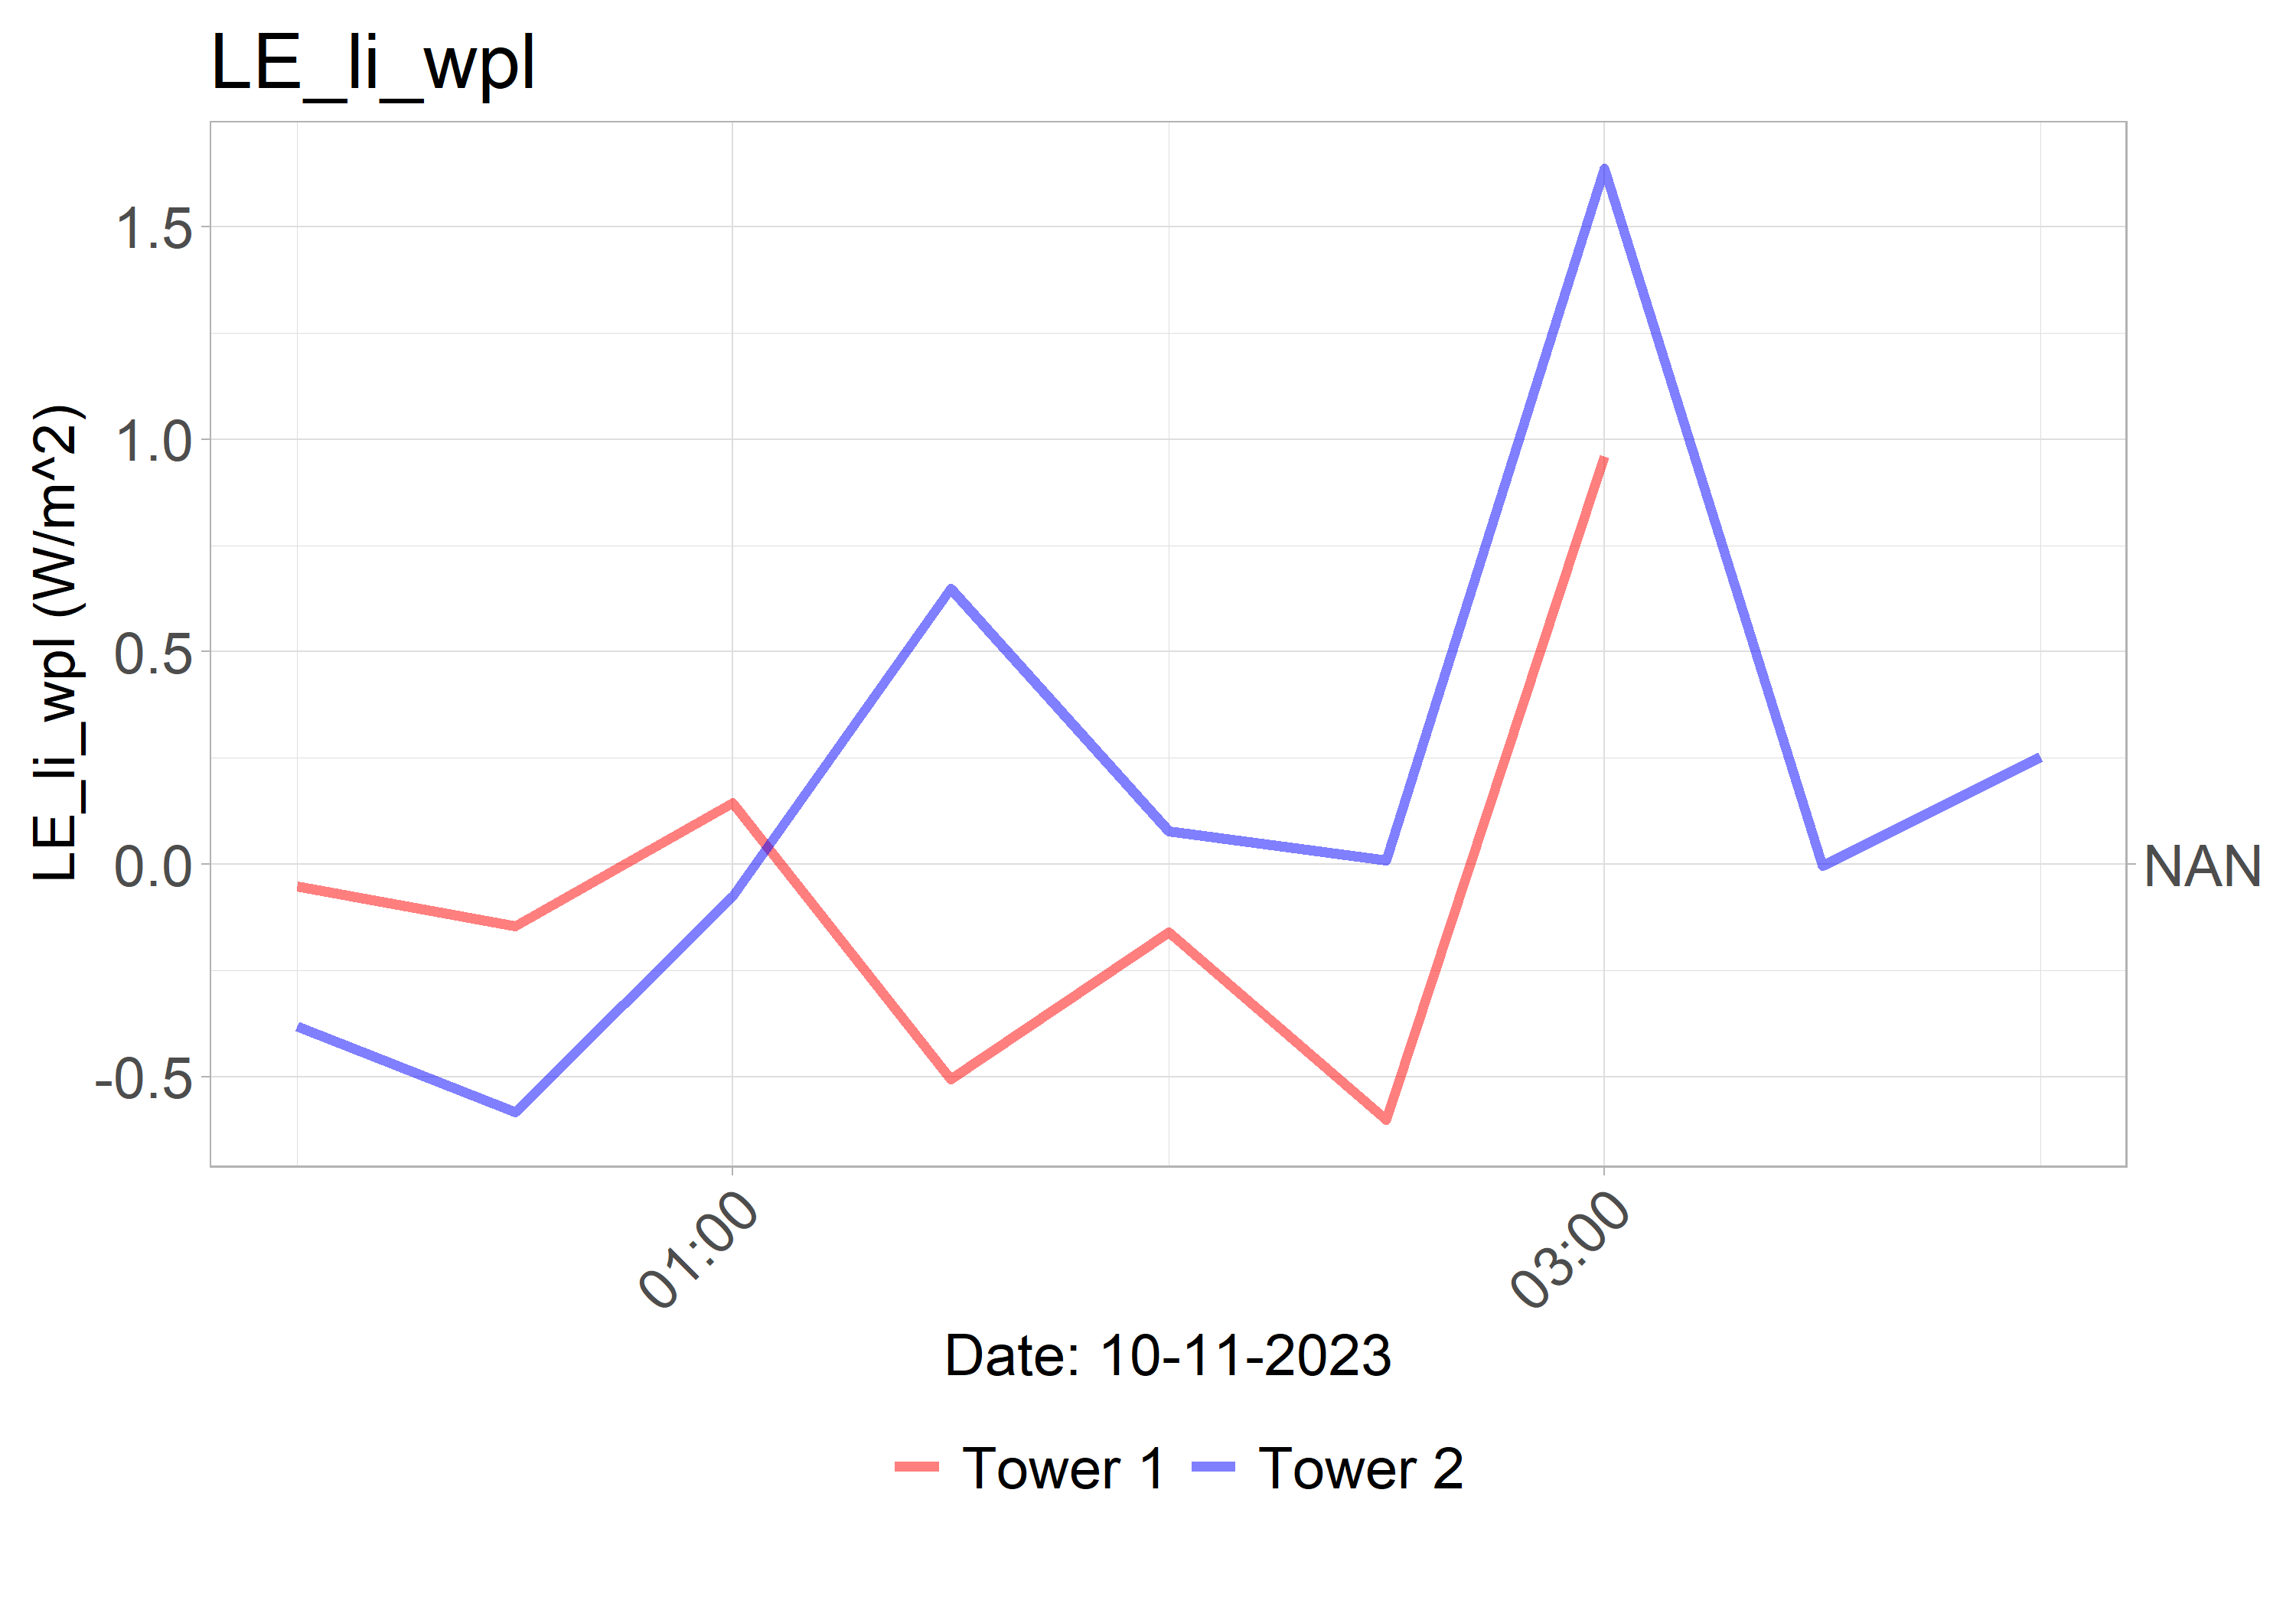 LE_li_wpl
LE_li_wpl (W/m^2)
1.5
1.0
0.5
0.0
-0.5
NAN
01:00
03:00
Date: 10-11-2023
Tower 1
Tower 2